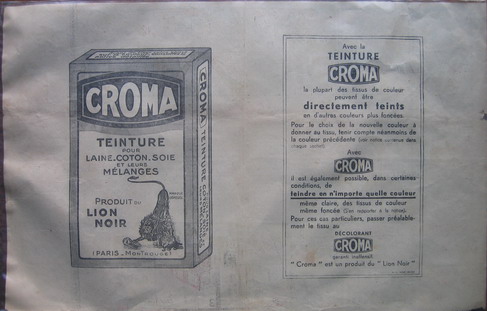 CROMA
TEINTURE
POUR
LAINE, COTON, SOIE
ET LEURS
MÉLANGES
PRODUIT DU
LION
NOIR
(PARIS-MONTROUGE)
CROMA TEINTURE
Avec la
TEINTURE
CROMA
la plupart des tissus de couleur
peuvent être
directement teints
en d'autres couleurs plus foncées.
Pour le choix de la nouvelle couleur à
donner au tissu, tenir compte néanmoins de
la couleur précédente
Avec
CROMA
il est également possible, dans certaines
conditions, de
teindre en n'importe quelle couleur
même claire, des tissus de couleur
même foncée (Se rapporter à la notice).
Pour ces cas particuliers, passer préalable-
ment le tissu au
DÉCOLORANT
CROMA
garanti inoffensif.
"Croma" est un produit du "Lion Noir"